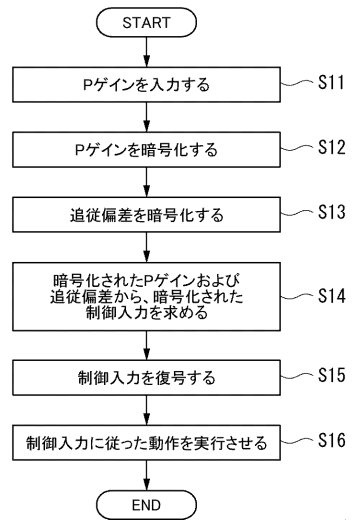 START
Pゲインを入力する
S11
Pゲインを暗号化する
S12
追従偏差を暗号化する
S13
暗号化されたPゲインおよび
追従偏差から、暗号化された
制御入力を求める
S14
制御入力を復号する
S15
制御入力に従った動作を実行させる
S16
END